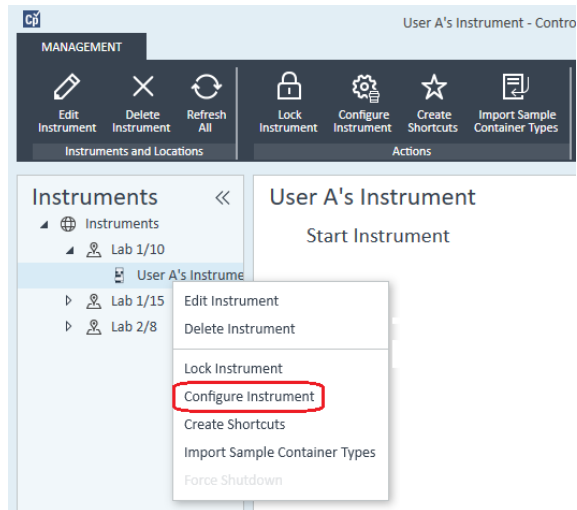 Cp
User A's Instrument - Contro
MANAGEMENT
Edit Instrument
Delete Instrument
Refresh All
Lock Instrument
Configure Instrument
Create Shortcuts
Import Sample Container Types
Instruments and Locations
Actions
Instruments
User A's Instrument
Instruments
Start Instrument
Lab 1/10
User A's Instrume
Lab 1/15
Lab 2/8
Edit Instrument
Delete Instrument
Lock Instrument
Configure Instrument
Create Shortcuts
Import Sample Container Types
Force Shutdown